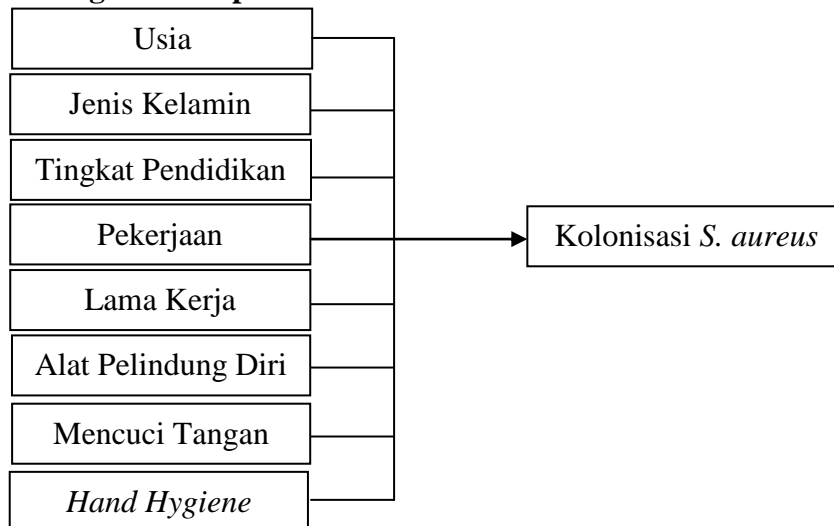 Usia
Jenis Kelamin
Tingkat Pendidikan
Pekerjaan
Kolonisasi S. aureus
Lama Kerja
Alat Pelindung Diri
Mencuci Tangan
Hand Hygiene